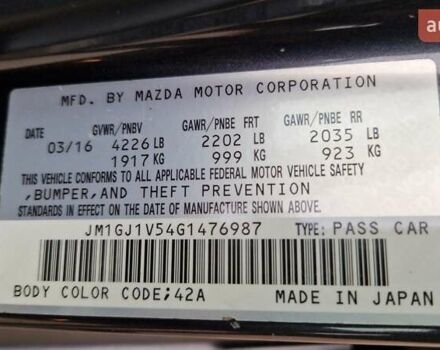 au
MFD. BY MAZDA MOTOR CORPORATION
DATE GVWR/PNBV GAWR/PNBE FRT GAWR/PNBE RR
03/16 4226 LB 2202 LB 2035 LB
1917 KG 999 KG 923 KG
THIS VEHICLE CONFORMS TO ALL APPLICABLE FEDERAL MOTOR VEHICLE SAFETY
,BUMPER,AND THEFT PREVENTION
STANDARDS IN EFFECT ON THE DATE OF MANUFACTURE SHOWN ABOVE.
JM1GJ1V54G1476987 TYPE: PASS CAR
BODY COLOR CODE;42A MADE IN JAPAN